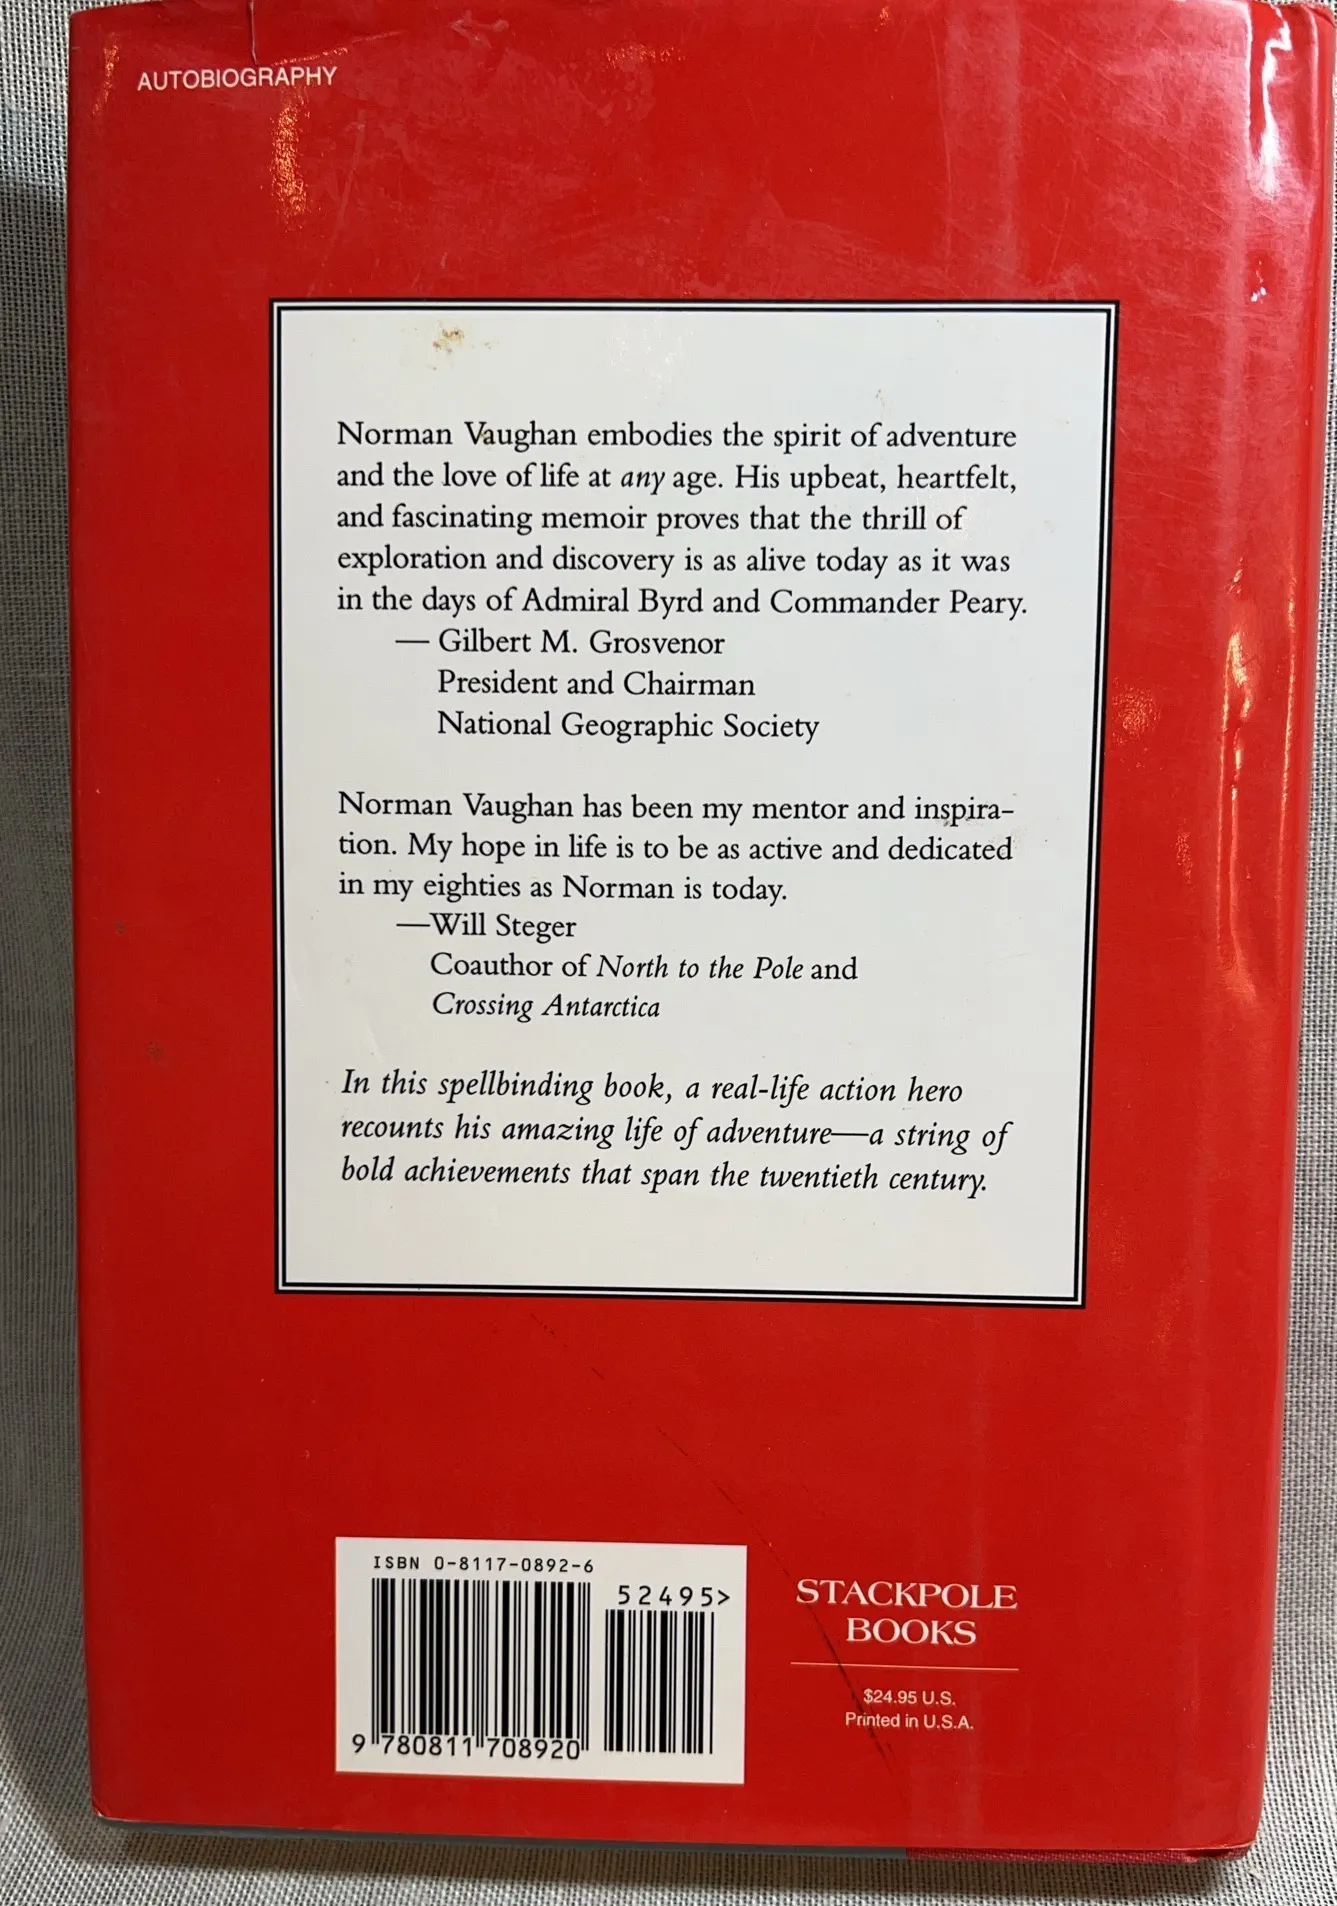 AUTOBIOGRAPHY
Norman Vaughan embodies the spirit of adventure
and the love of life at any age. His upbeat, heartfelt,
and fascinating memoir proves that the thrill of
exploration and discovery is as alive today as it was
in the days of Admiral Byrd and Commander Peary.
— Gilbert M. Grosvenor
President and Chairman
National Geographic Society
Norman Vaughan has been my mentor and inspira-
tion. My hope in life is to be as active and dedicated
in my eighties as Norman is today.
—Will Steger
Coauthor of North to the Pole and
Crossing Antarctica
In this spellbinding book, a real-life action hero
recounts his amazing life of adventure—a string of
bold achievements that span the twentieth century.
ISBN 0-8117-0892-6
52495>
9 780811 708920
STACKPOLE
BOOKS
$24.95 U.S.
Printed in U.S.A.